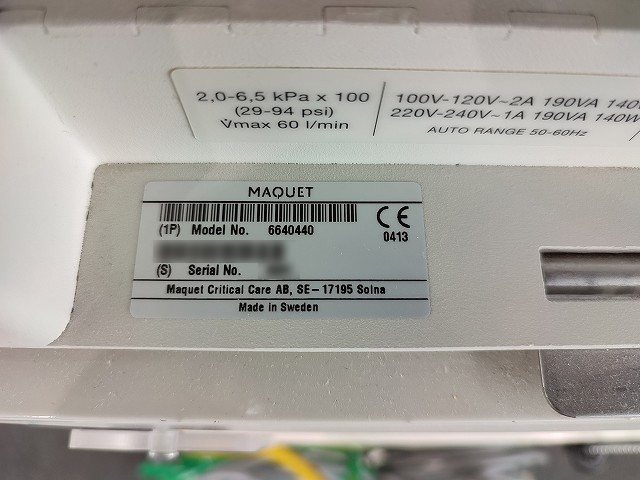 2,0-6,5 kPa x 100
(29-94 psi)
V̇max 60 l/min
100V-120V~2A 190VA 140
220V-240V~1A 190VA 140W
AUTO RANGE 50-60Hz
MAQUET
(1P) Model No. 6640440
CE
0413
(S) Serial No.
Maquet Critical Care AB, SE-17195 Solna
Made in Sweden